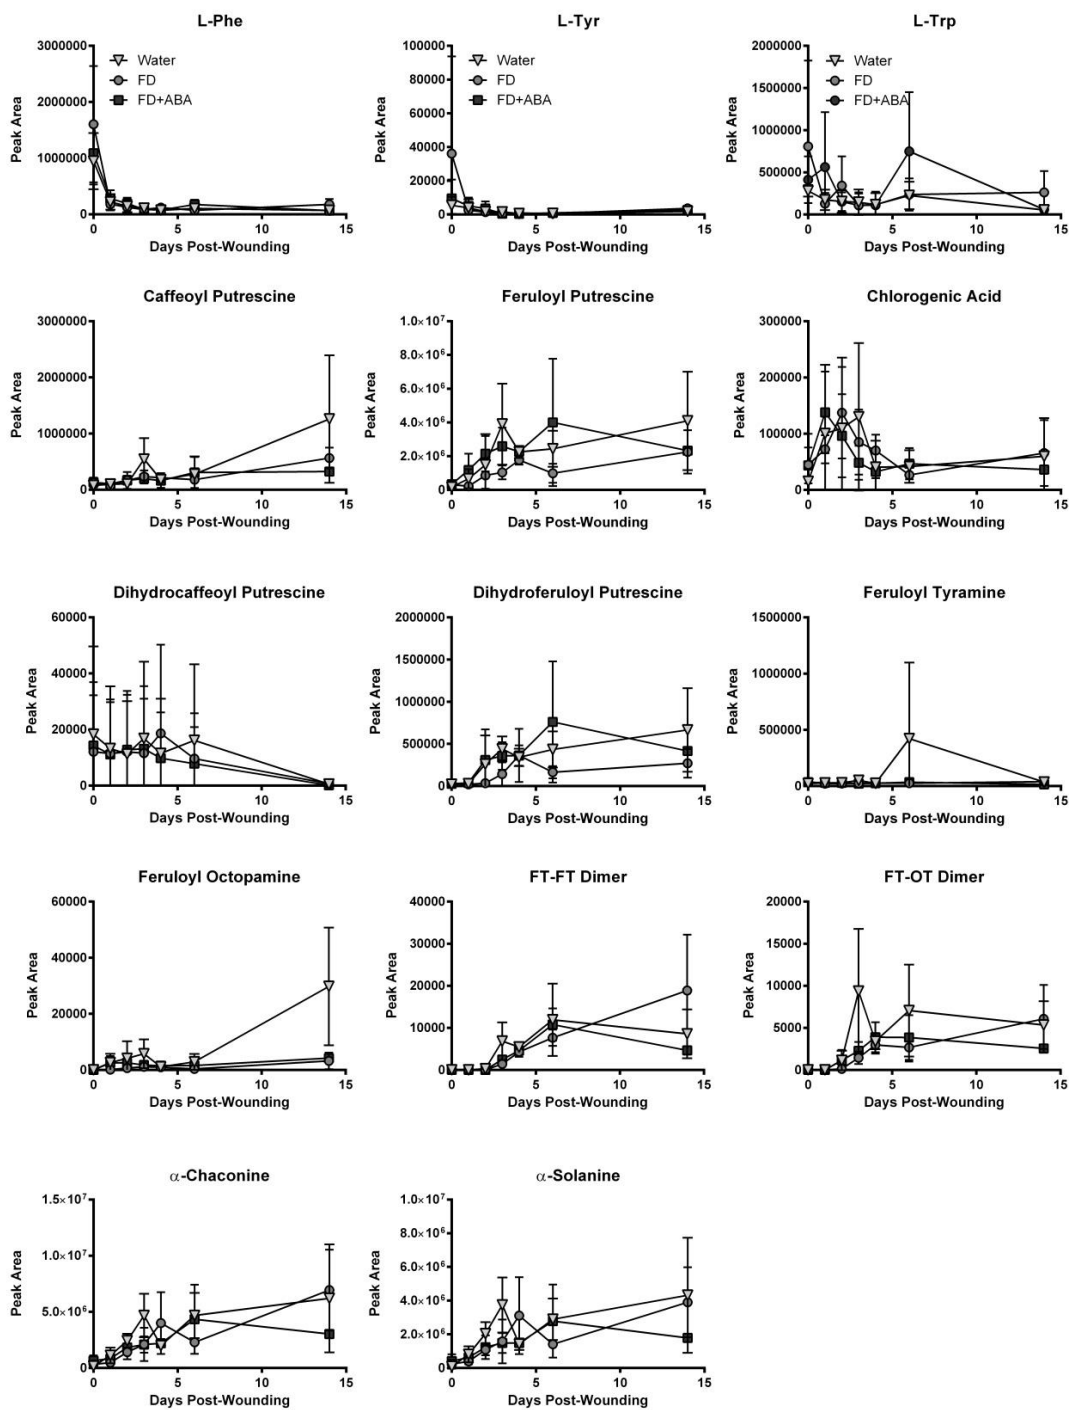 L-Phe
L-Tyr
L-Trp
3000000
2000000
1000000
0
Peak Area
Water
FD
FD+ABA
0 5 10 15
Days Post-Wounding
100000
80000
60000
40000
20000
0
Peak Area
Water
FD
FD+ABA
0 5 10 15
Days Post-Wounding
2000000
1500000
1000000
500000
0
Peak Area
Water
FD
FD+ABA
0 5 10 15
Days Post-Wounding
Caffeoyl Putrescine
Feruloyl Putrescine
Chlorogenic Acid
3000000
2000000
1000000
0
Peak Area
0 5 10 15
Days Post-Wounding
1.0×10⁷
8.0×10⁶
6.0×10⁶
4.0×10⁶
2.0×10⁶
0
Peak Area
0 5 10 15
Days Post-Wounding
300000
200000
100000
0
Peak Area
0 5 10 15
Days Post-Wounding
Dihydrocaffeoyl Putrescine
Dihydroferuloyl Putrescine
Feruloyl Tyramine
60000
40000
20000
0
Peak Area
0 5 10 15
Days Post-Wounding
2000000
1500000
1000000
500000
0
Peak Area
0 5 10 15
Days Post-Wounding
1500000
1000000
500000
0
Peak Area
0 5 10 15
Days Post-Wounding
Feruloyl Octopamine
FT-FT Dimer
FT-OT Dimer
60000
40000
20000
0
Peak Area
0 5 10 15
Days Post-Wounding
40000
30000
20000
10000
0
Peak Area
0 5 10 15
Days Post-Wounding
20000
15000
10000
5000
0
Peak Area
0 5 10 15
Days Post-Wounding
α-Chaconine
α-Solanine
1.5×10⁷
1.0×10⁷
5.0×10⁶
0
Peak Area
0 5 10 15
Days Post-Wounding
1.0×10⁷
8.0×10⁶
6.0×10⁶
4.0×10⁶
2.0×10⁶
0
Peak Area
0 5 10 15
Days Post-Wounding